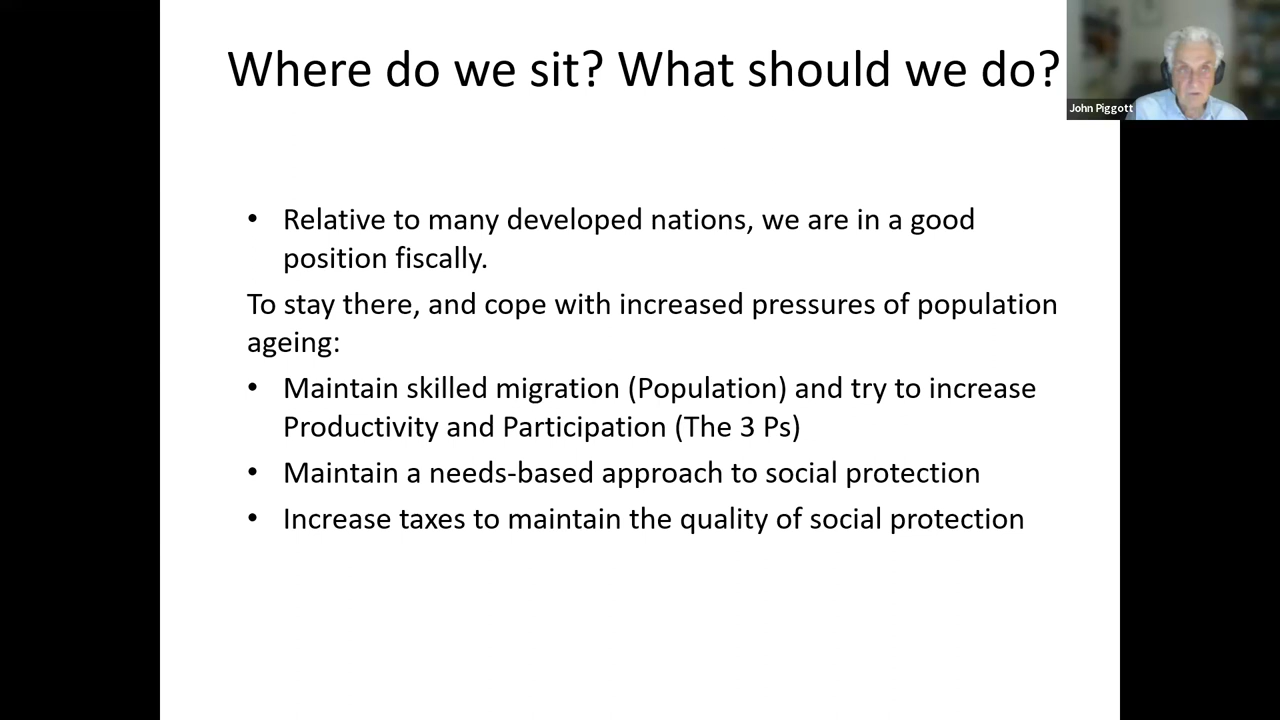 Where do we sit? What should we do?
John Piggott
• Relative to many developed nations, we are in a good
position fiscally.
To stay there, and cope with increased pressures of population
ageing:
• Maintain skilled migration (Population) and try to increase
Productivity and Participation (The 3 Ps)
• Maintain a needs-based approach to social protection
• Increase taxes to maintain the quality of social protection